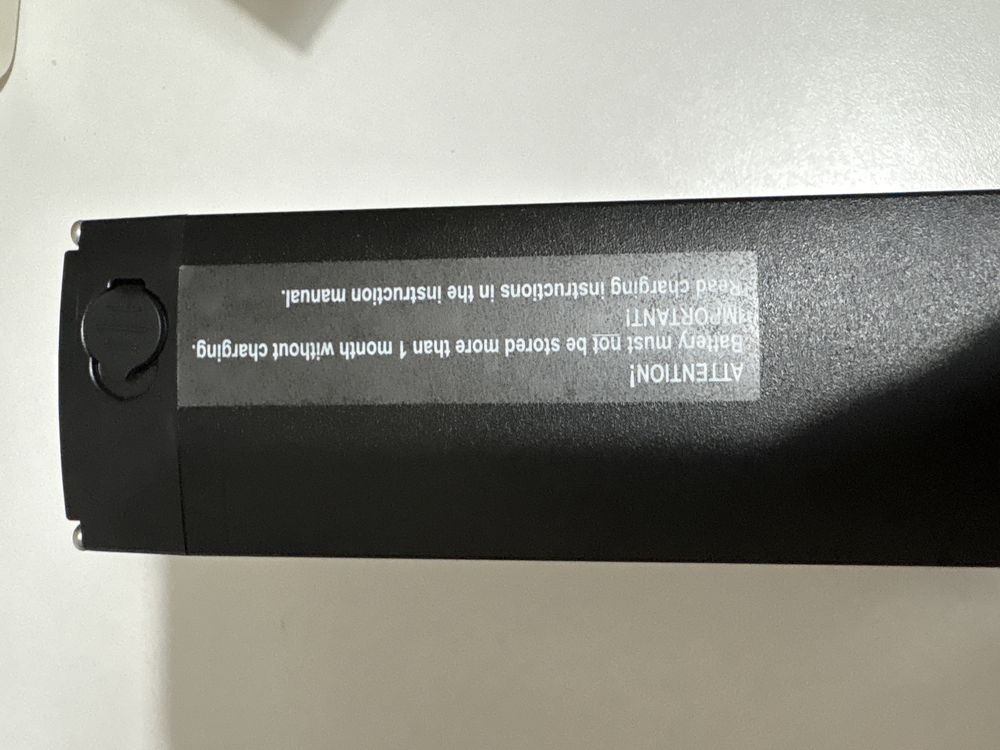 ATTENTION!
Battery must not be stored more than 1 month without charging.
IMPORTANT!
Read charging instructions in the instruction manual.